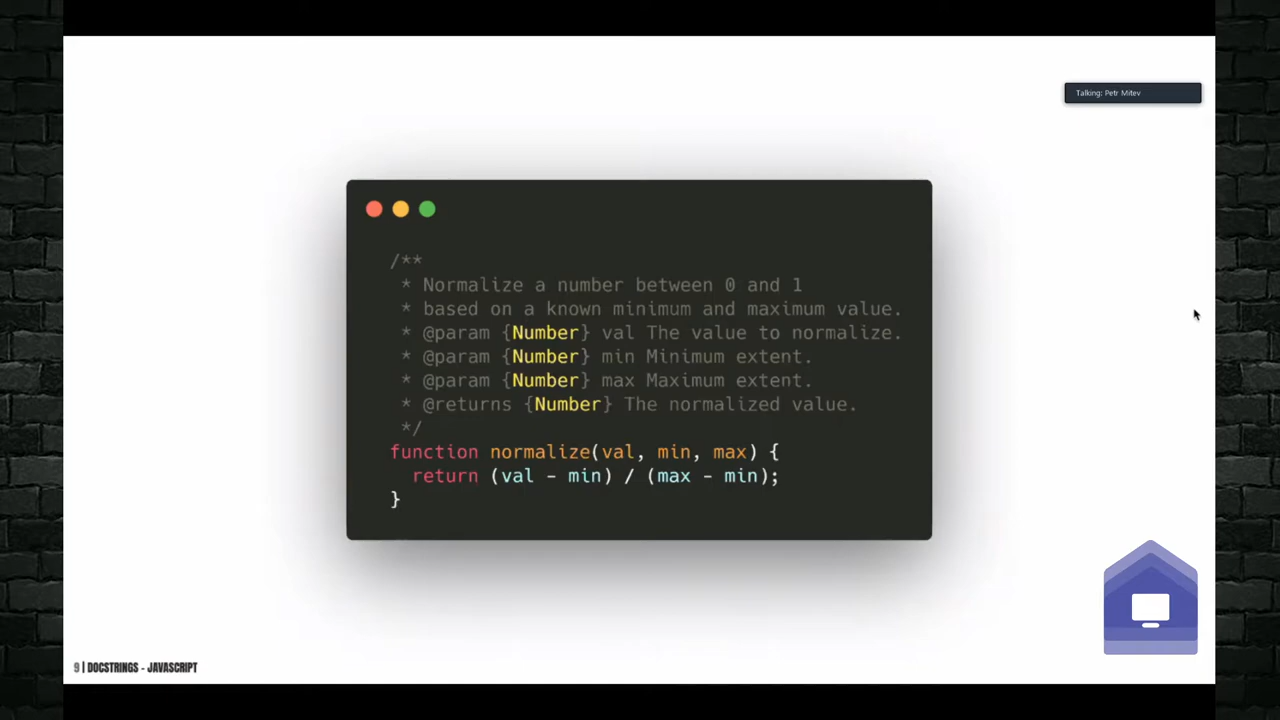 Talking: Petr Mitev
/**
* Normalize a number between 0 and 1
* based on a known minimum and maximum value.
* @param {Number} val The value to normalize.
* @param {Number} min Minimum extent.
* @param {Number} max Maximum extent.
* @returns {Number} The normalized value.
*/
function normalize(val, min, max) {
return (val - min) / (max - min);
}
9 | DOCSTRINGS - JAVASCRIPT